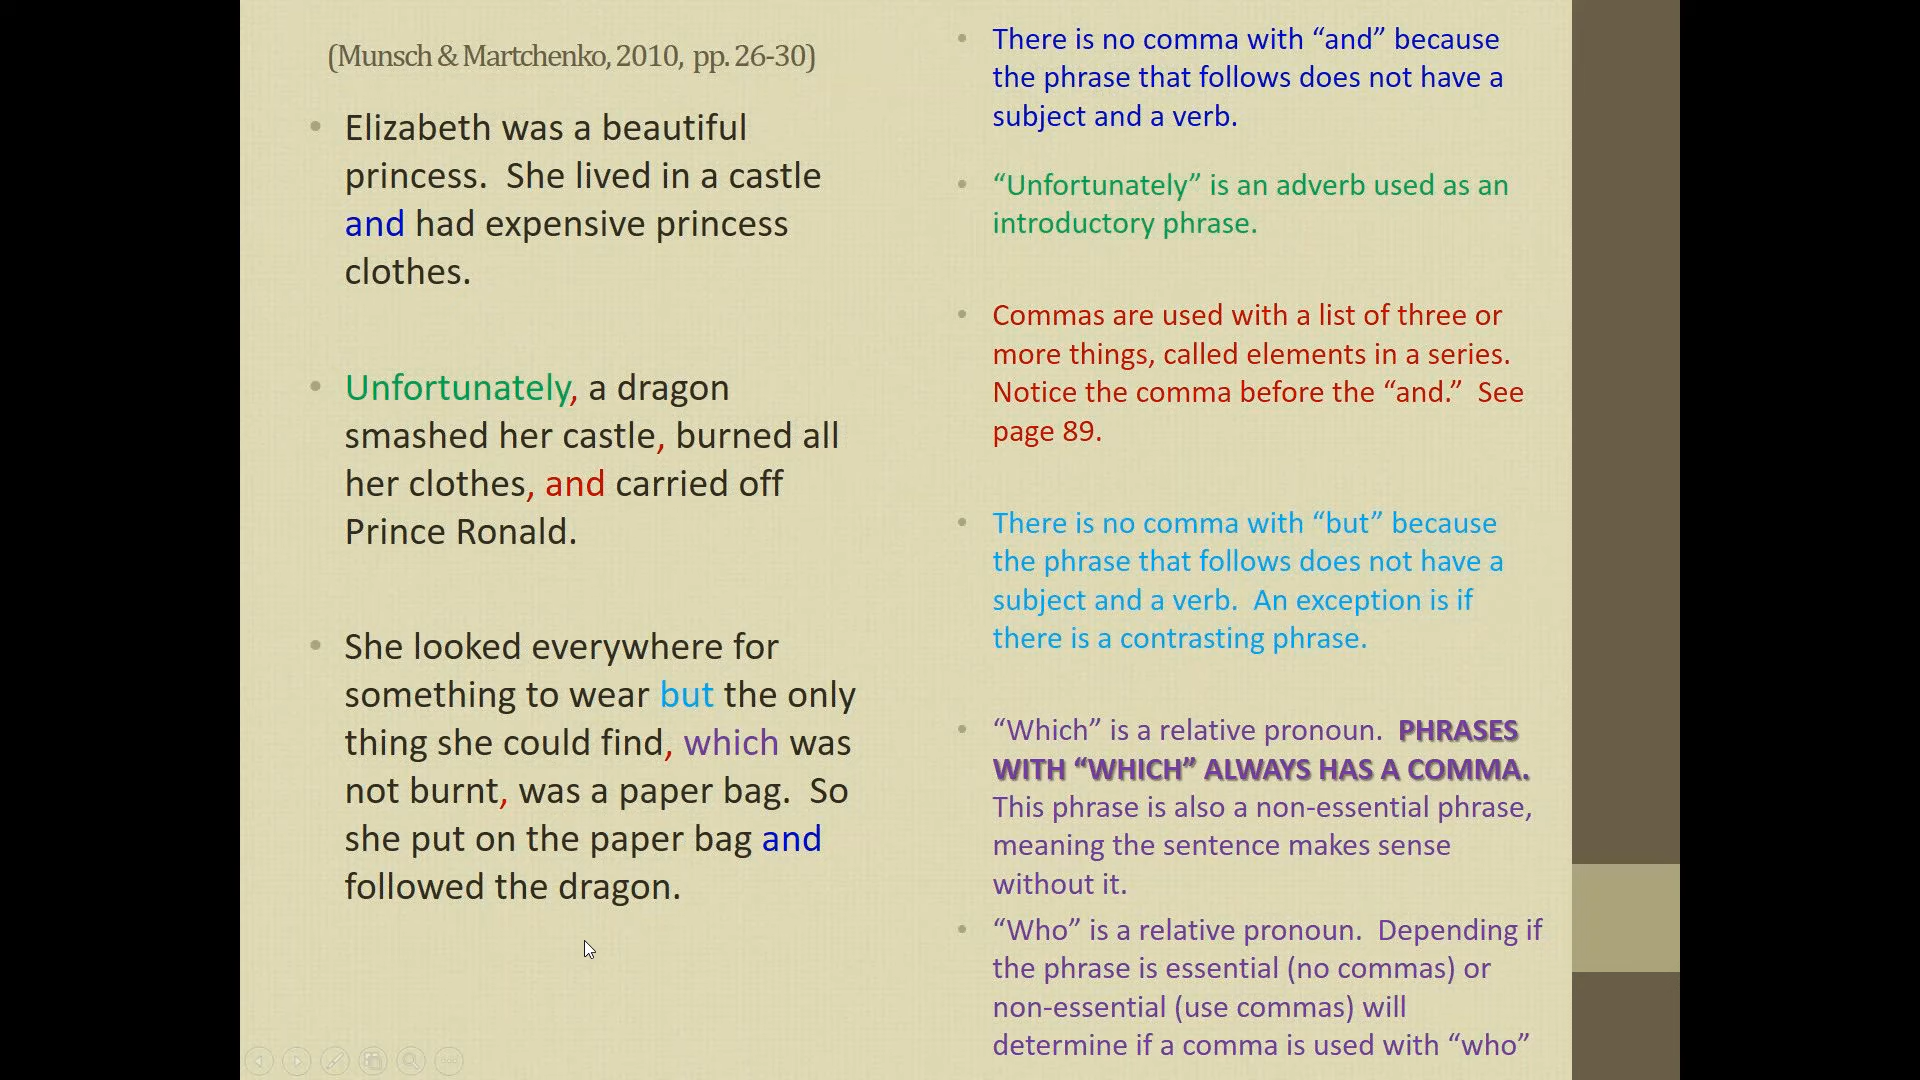 (Munsch & Martchenko, 2010, pp. 26-30)
Elizabeth was a beautiful
princess. She lived in a castle
and had expensive princess
clothes.
Unfortunately, a dragon
smashed her castle, burned all
her clothes, and carried off
Prince Ronald.
She looked everywhere for
something to wear but the only
thing she could find, which was
not burnt, was a paper bag. So
she put on the paper bag and
followed the dragon.
There is no comma with “and” because
the phrase that follows does not have a
subject and a verb.
“Unfortunately” is an adverb used as an
introductory phrase.
Commas are used with a list of three or
more things, called elements in a series.
Notice the comma before the “and.” See
page 89.
There is no comma with “but” because
the phrase that follows does not have a
subject and a verb. An exception is if
there is a contrasting phrase.
“Which” is a relative pronoun. PHRASES
WITH “WHICH” ALWAYS HAS A COMMA.
This phrase is also a non-essential phrase,
meaning the sentence makes sense
without it.
“Who” is a relative pronoun. Depending if
the phrase is essential (no commas) or
non-essential (use commas) will
determine if a comma is used with “who”